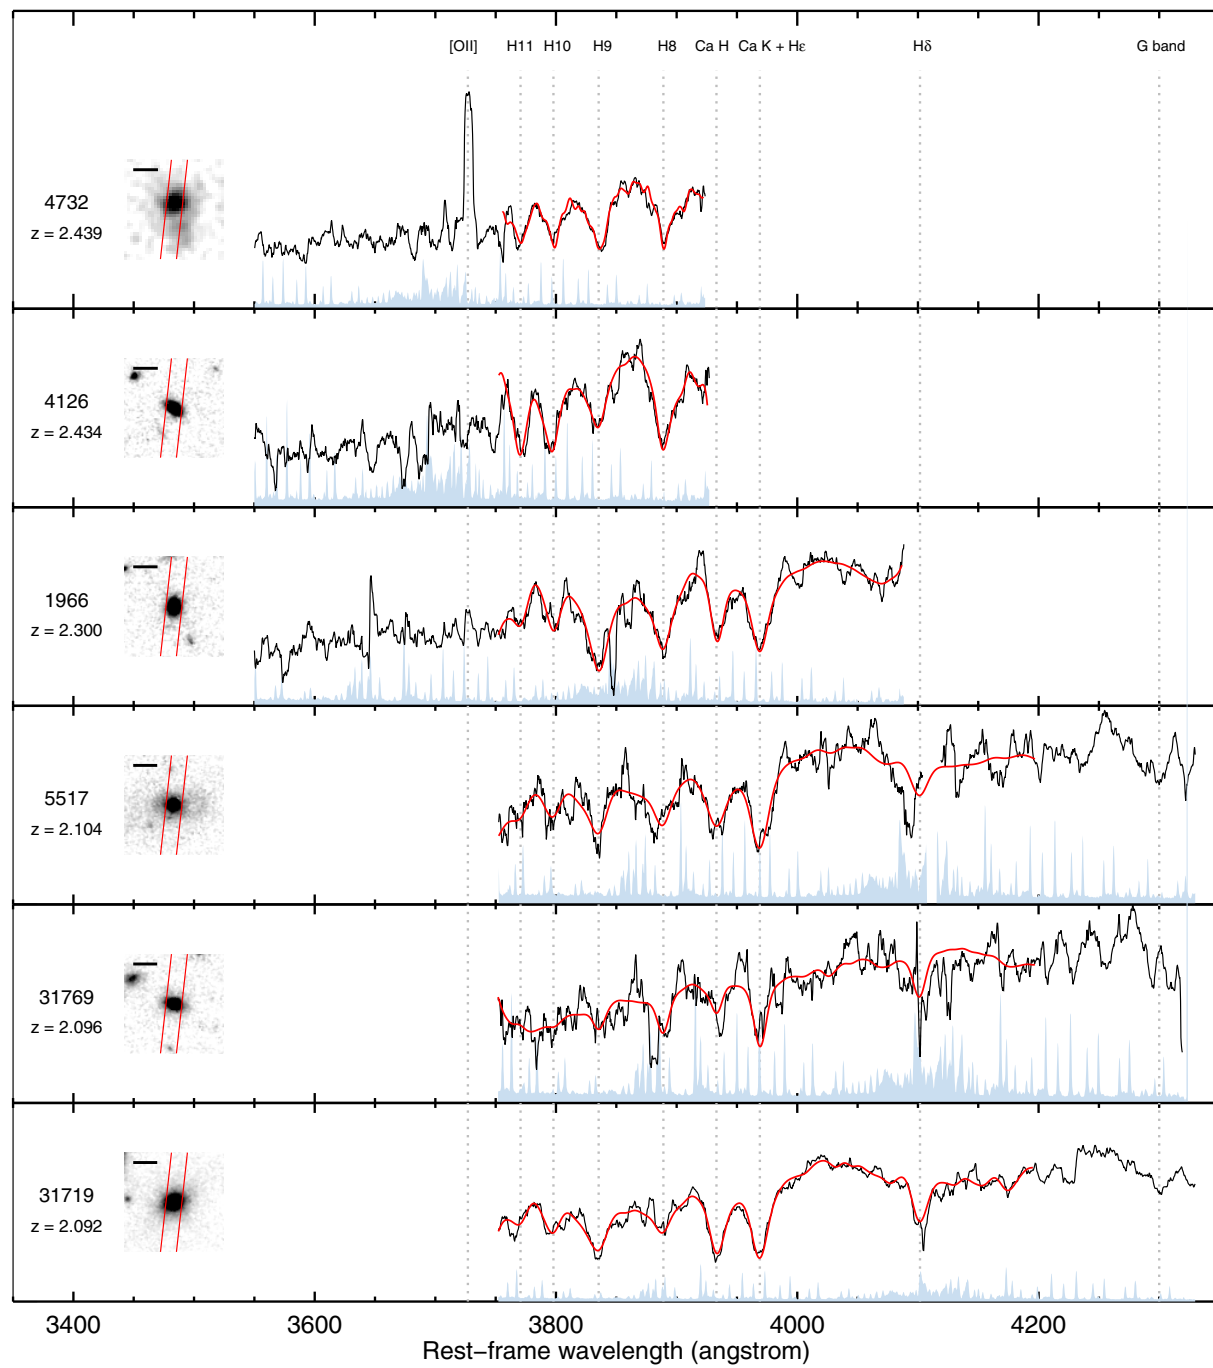 [OII] H11 H10 H9 H8 Ca H Ca K + Hε Hδ G band
4732
z = 2.439
4126
z = 2.434
1966
z = 2.300
5517
z = 2.104
31769
z = 2.096
31719
z = 2.092
3400 3600 3800 4000 4200
Rest−frame wavelength (angstrom)